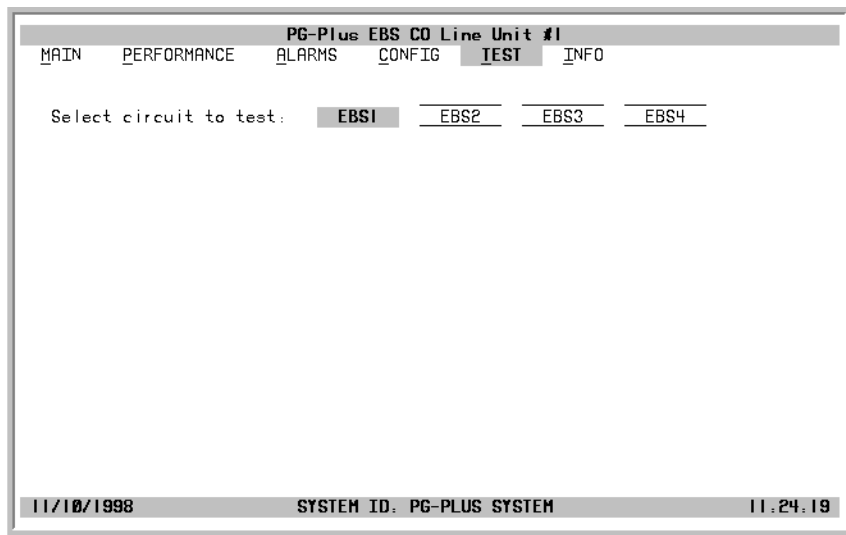 PG-Plus EBS CO Line Unit #1
MAIN PERFORMANCE ALARMS CONFIG TEST INFO
Select circuit to test: EBS1 EBS2 EBS3 EBS4
11/10/1998 SYSTEM ID: PG-PLUS SYSTEM 11:24:19